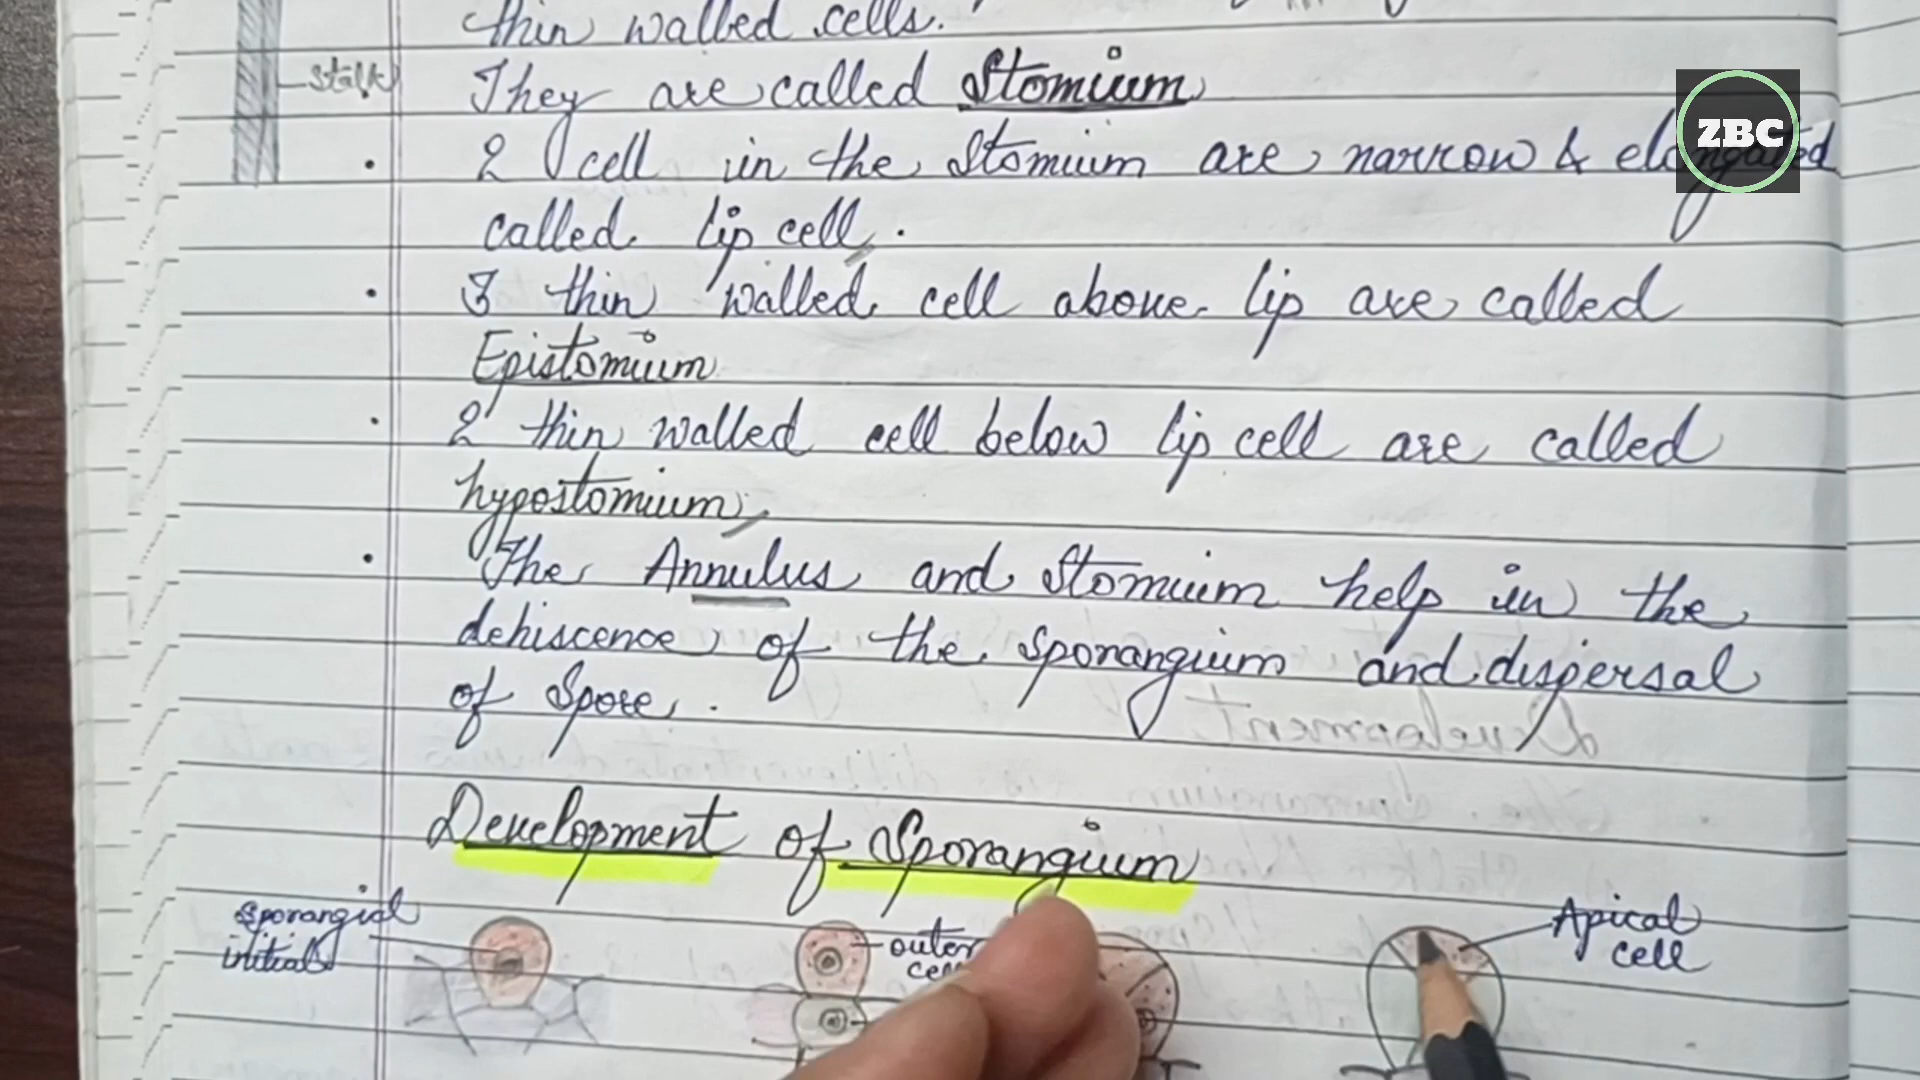 thin walled cells.
stalk
They are called Stomium
2 cell in the Stomium are narrow & elongated
called lip cell.
3 thin walled cell above lip are called
Epistomium
2 thin walled cell below lip cell are called
hypostomium
The Annulus and Stomium help in the
dehiscence of the sporangium and dispersal
of Spore.
Development of Sporangium
Sporangial
initial
outer
cell
Apical
cell
ZBC